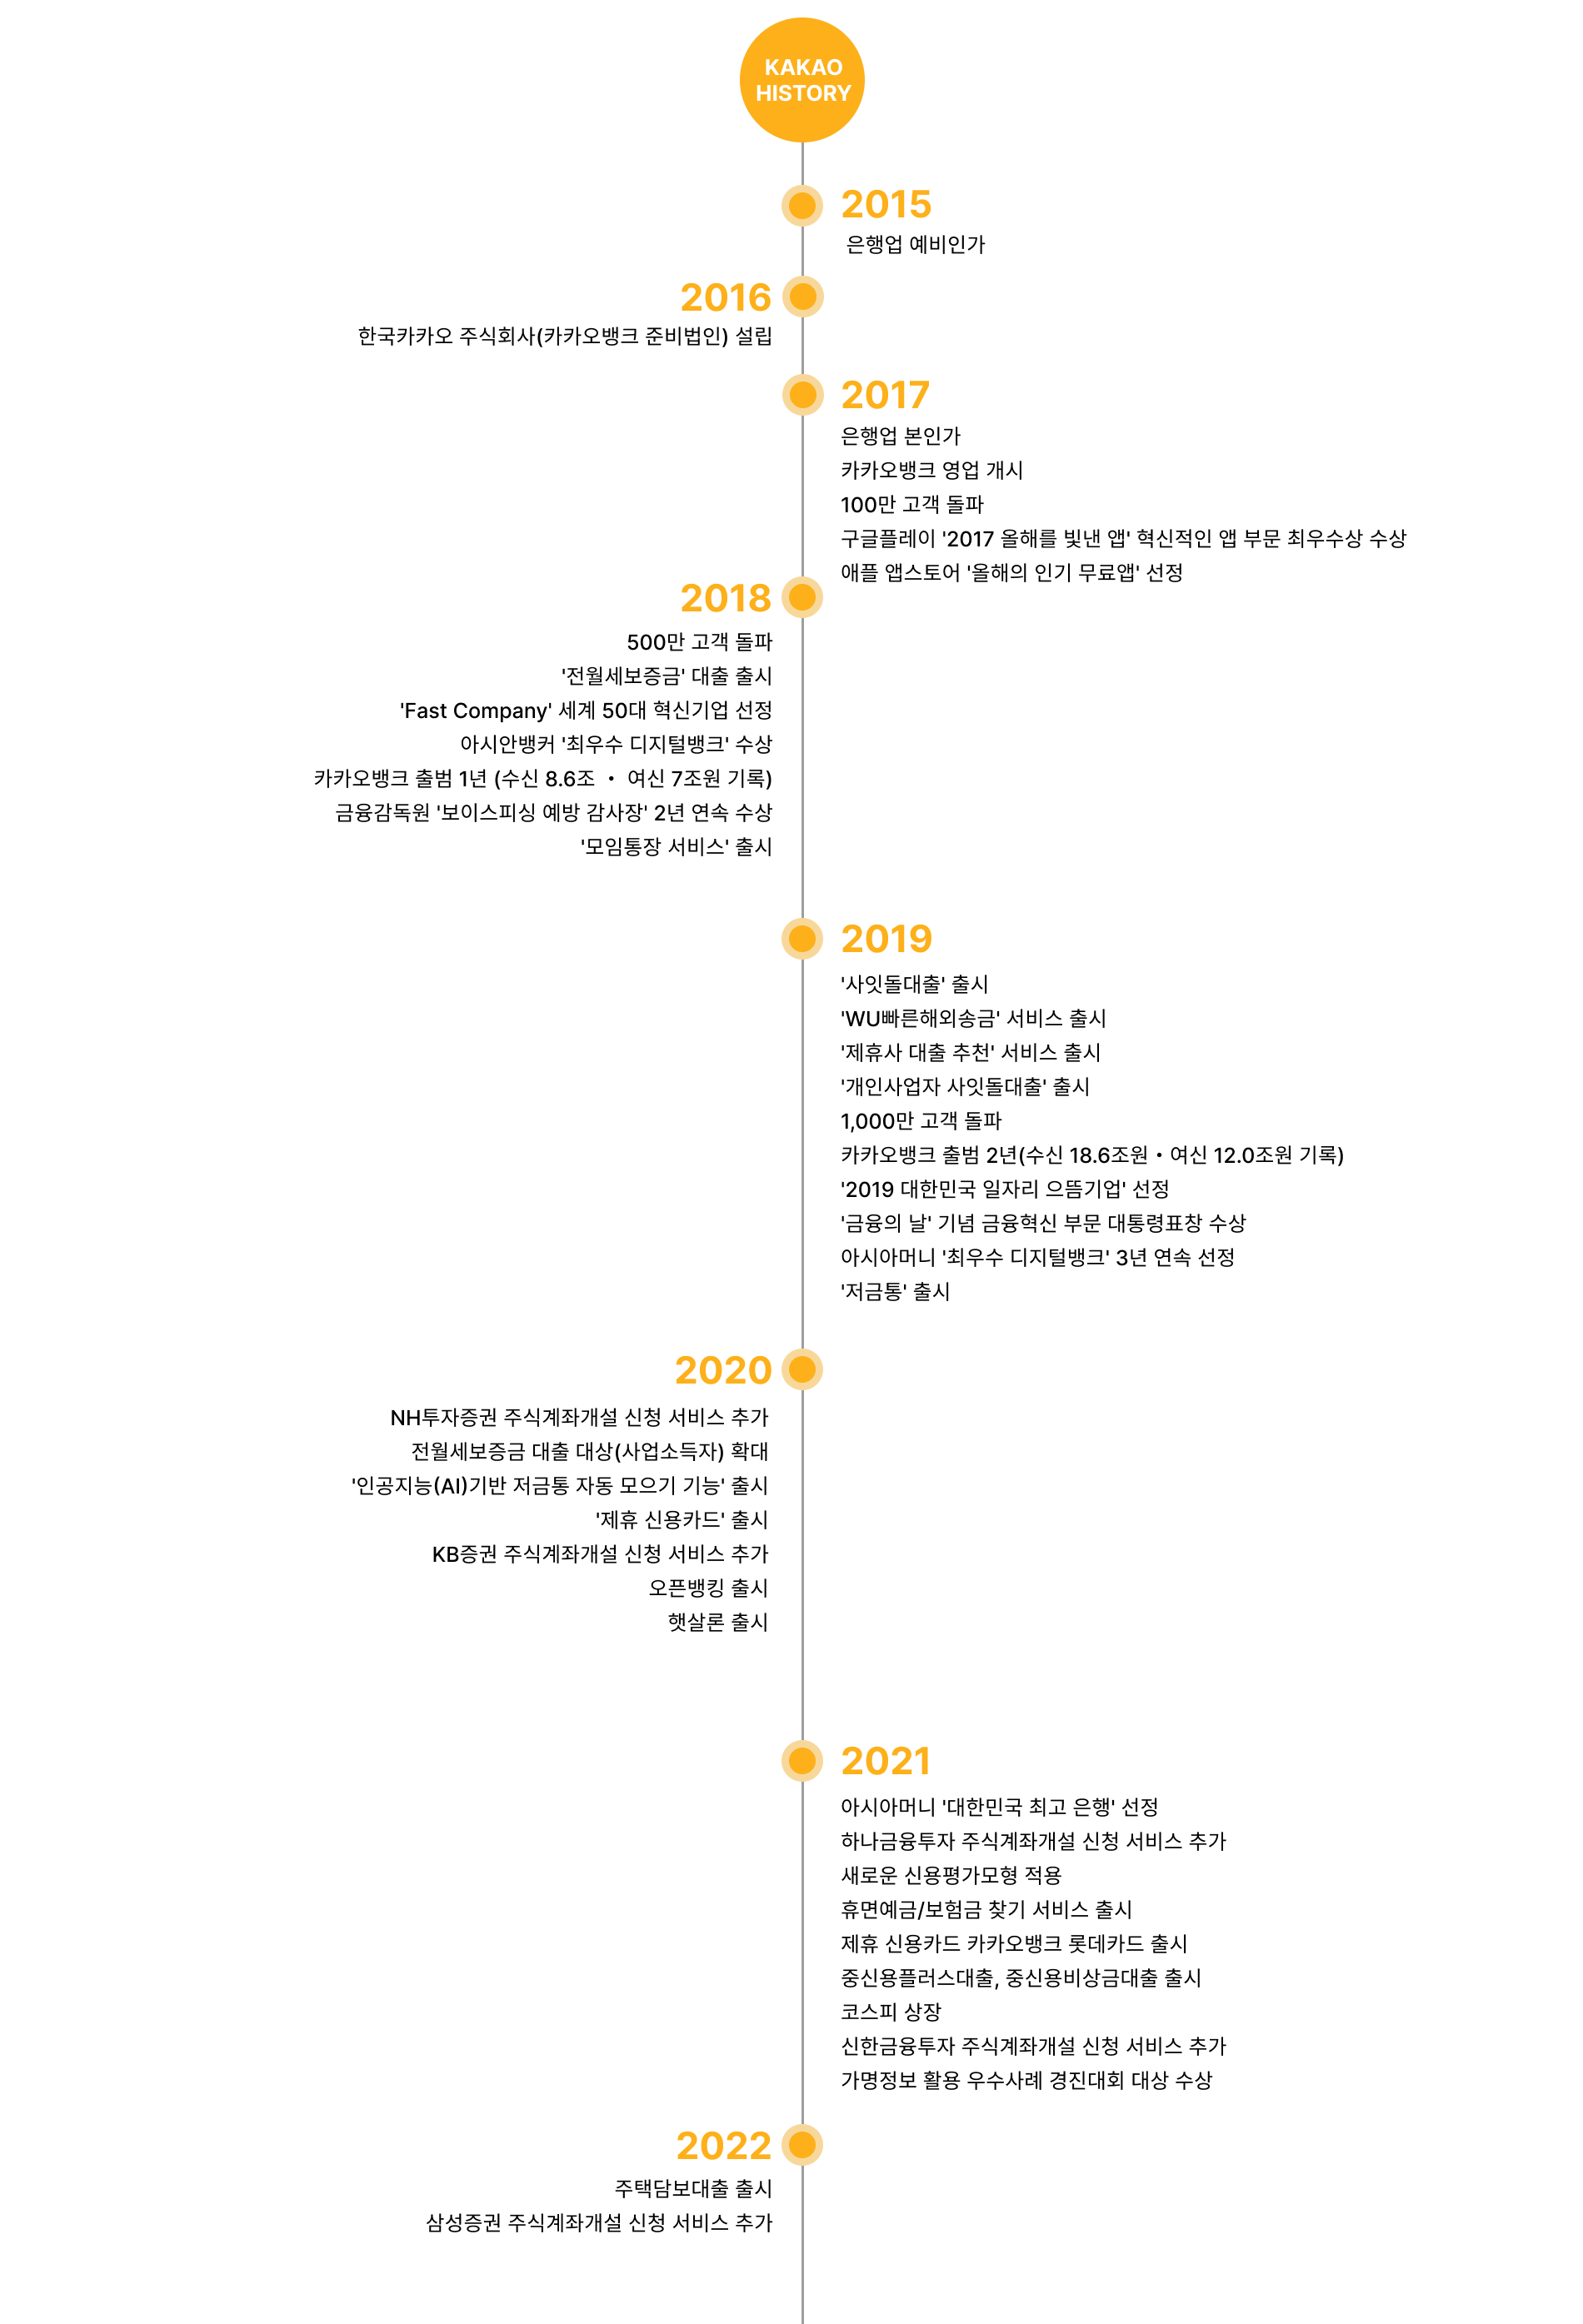 KAKAO
HISTORY
2015
은행업 예비인가
2016
한국카카오 주식회사(카카오뱅크 준비법인) 설립
2017
은행업 본인가
카카오뱅크 영업 개시
100만 고객 돌파
구글플레이 '2017 올해를 빛낸 앱' 혁신적인 앱 부문 최우수상 수상
애플 앱스토어 '올해의 인기 무료앱' 선정
2018
500만 고객 돌파
'전월세보증금' 대출 출시
'Fast Company' 세계 50대 혁신기업 선정
아시안뱅커 '최우수 디지털뱅크' 수상
카카오뱅크 출범 1년 (수신 8.6조 • 여신 7조원 기록)
금융감독원 '보이스피싱 예방 감사장' 2년 연속 수상
'모임통장 서비스' 출시
2019
'사잇돌대출' 출시
'WU빠른해외송금' 서비스 출시
'제휴사 대출 추천' 서비스 출시
'개인사업자 사잇돌대출' 출시
1,000만 고객 돌파
카카오뱅크 출범 2년(수신 18.6조원 • 여신 12.0조원 기록)
'2019 대한민국 일자리 으뜸기업' 선정
'금융의 날' 기념 금융혁신 부문 대통령표창 수상
아시아머니 '최우수 디지털뱅크' 3년 연속 선정
'저금통' 출시
2020
NH투자증권 주식계좌개설 신청 서비스 추가
전월세보증금 대출 대상(사업소득자) 확대
'인공지능(AI)기반 저금통 자동 모으기 기능' 출시
'제휴 신용카드' 출시
KB증권 주식계좌개설 신청 서비스 추가
오픈뱅킹 출시
햇살론 출시
2021
아시아머니 '대한민국 최고 은행' 선정
하나금융투자 주식계좌개설 신청 서비스 추가
새로운 신용평가모형 적용
휴면예금/보험금 찾기 서비스 출시
제휴 신용카드 카카오뱅크 롯데카드 출시
중신용플러스대출, 중신용비상금대출 출시
코스피 상장
신한금융투자 주식계좌개설 신청 서비스 추가
가명정보 활용 우수사례 경진대회 대상 수상
2022
주택담보대출 출시
삼성증권 주식계좌개설 신청 서비스 추가